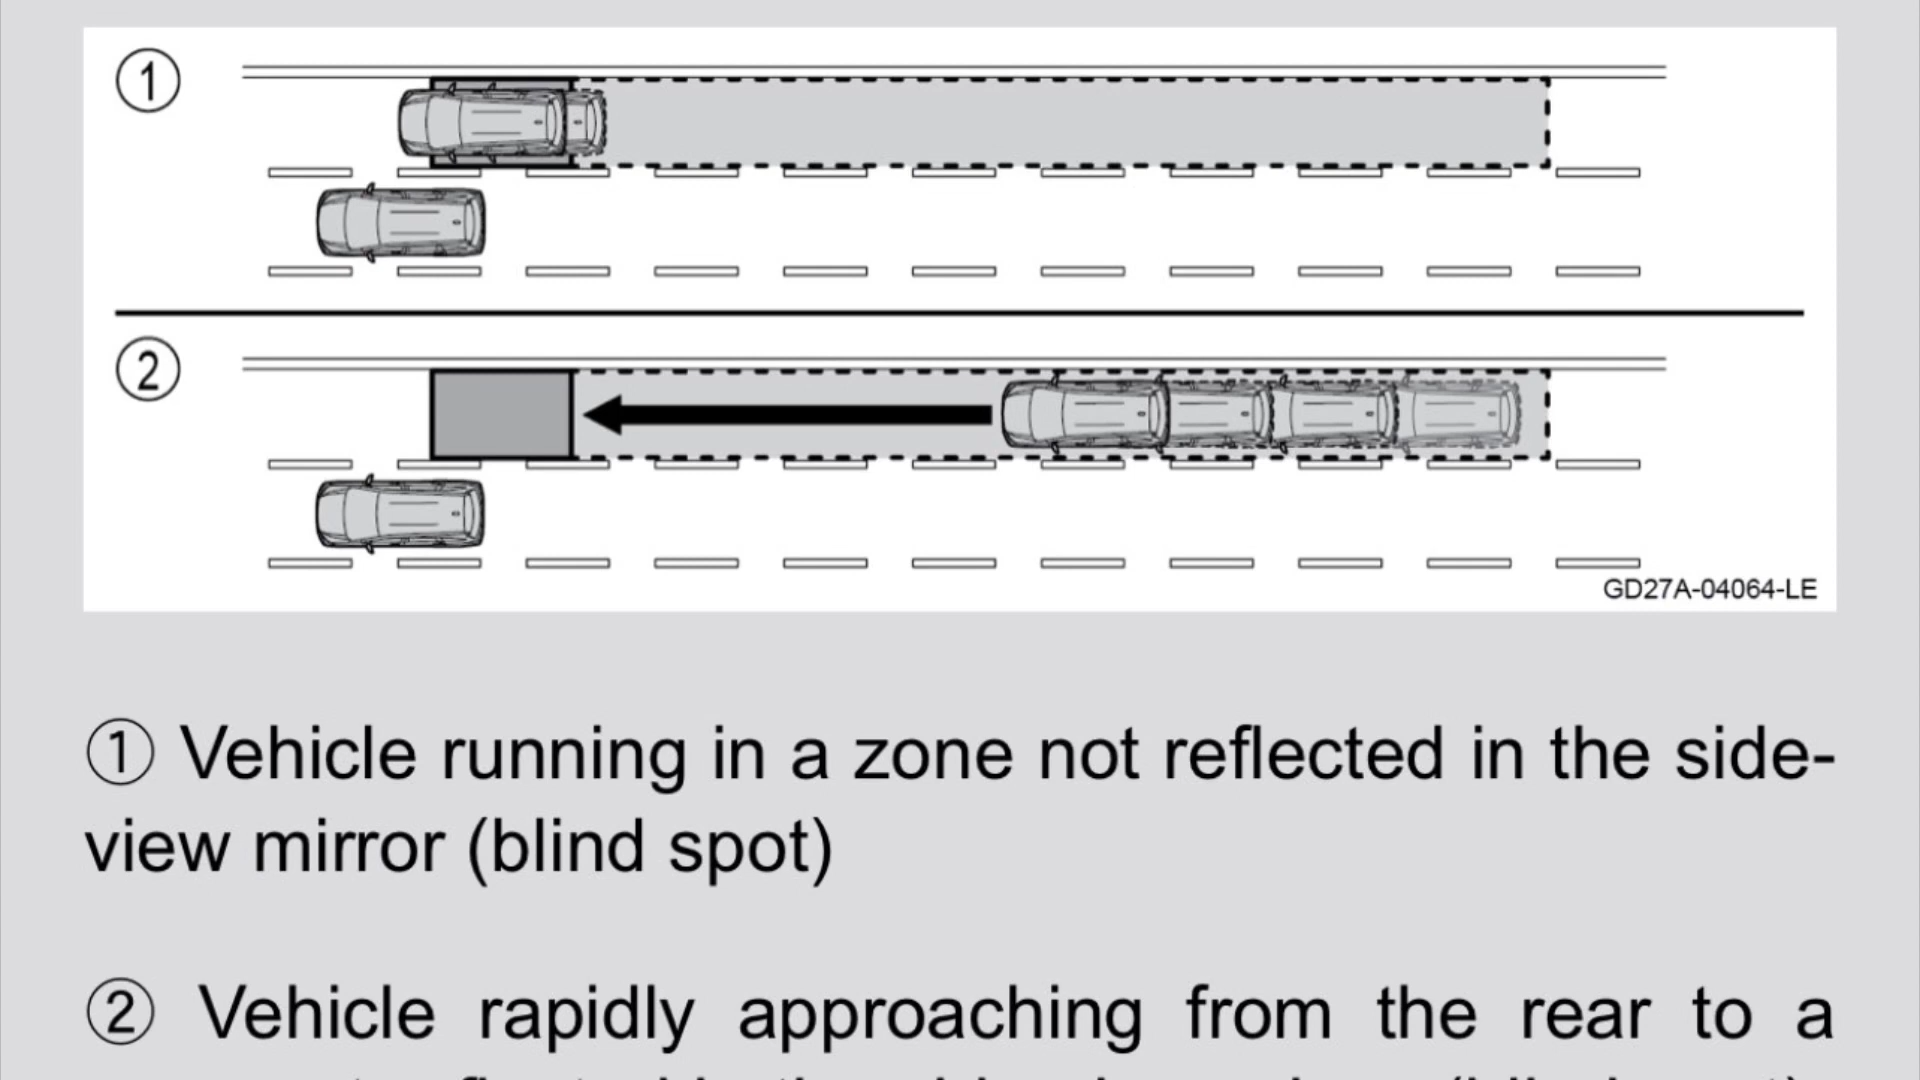 ①
②
GD27A-04064-LE
① Vehicle running in a zone not reflected in the side-
view mirror (blind spot)
② Vehicle rapidly approaching from the rear to a